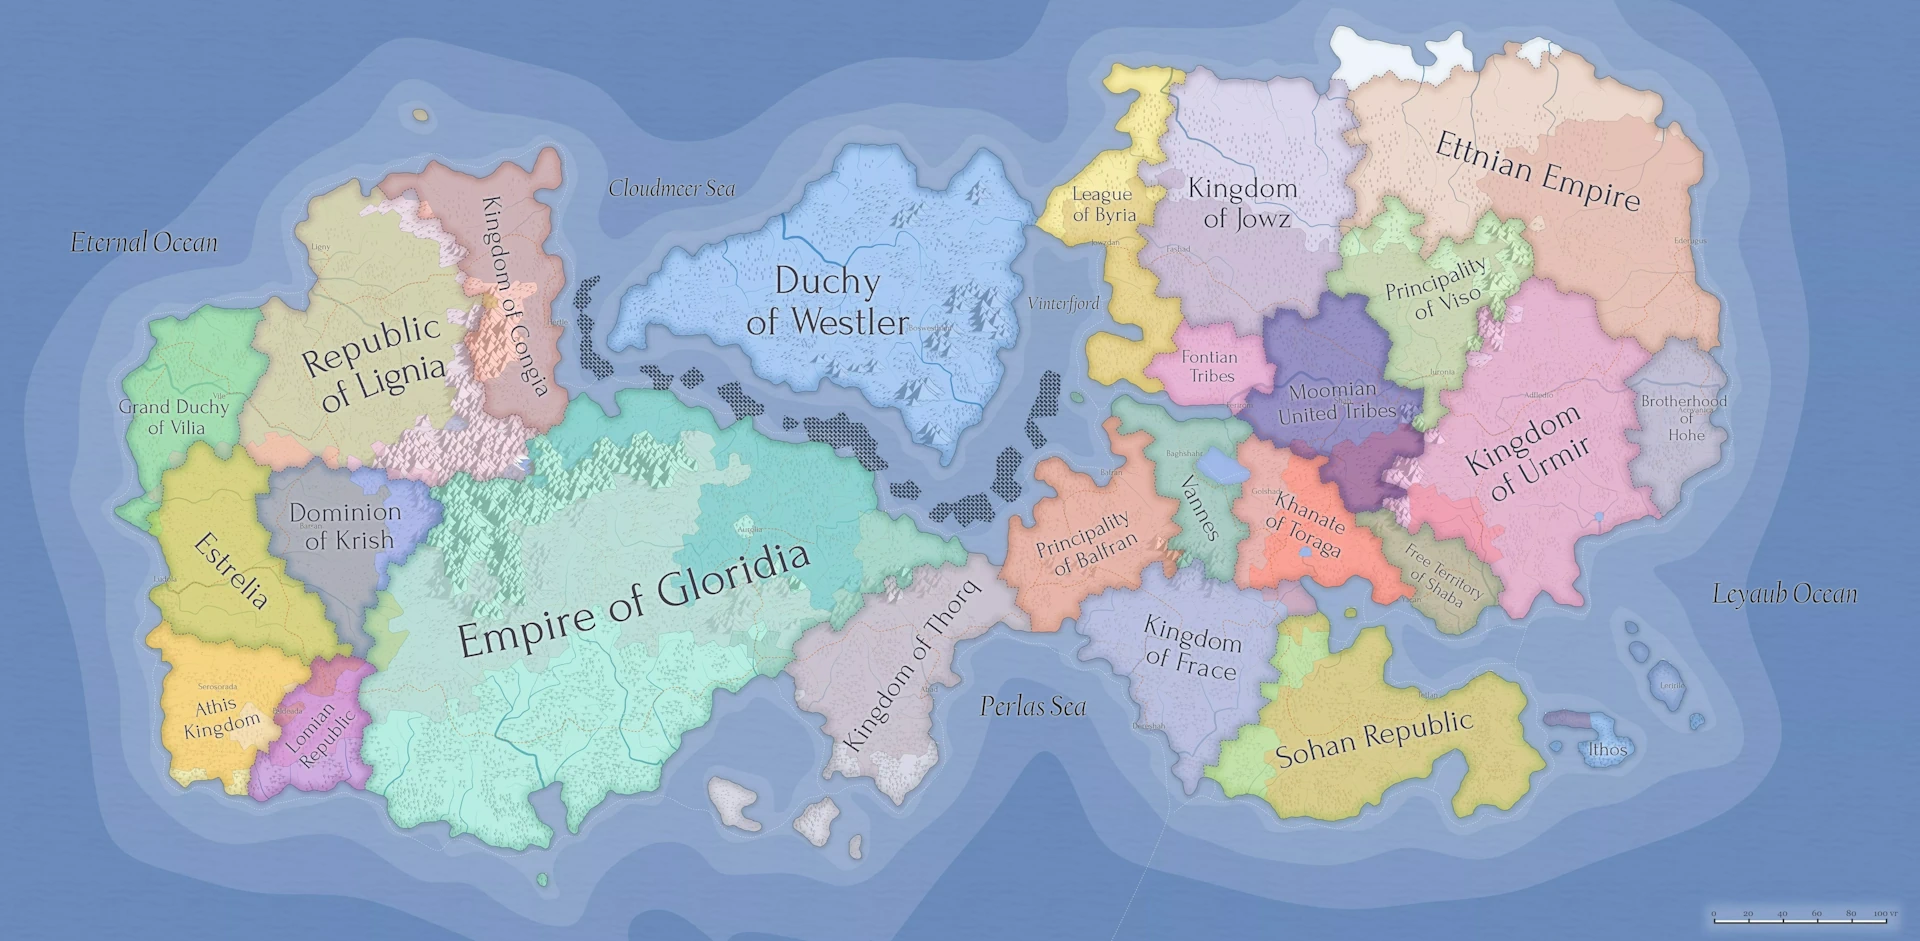 Cloudmeer Sea
Eternal Ocean
Kingdom of Congia
Ligny
Republic
of Lignia
Duchy
of Westler
League
of Byria
Kingdom
of Jowz
Ettnian Empire
Vinterfjord
Principality
of Viso
Fontian
Tribes
Moomian
United Tribes
Grand Duchy
of Vilia
Kingdom
of Urmir
Brotherhood
of
Hohe
Dominion
of Krish
Estrelia
Empire of Gloridia
Principality
of Balfran
Vannes
Baghshahr
Khanate
of Toraga
Free Territory
of Shaba
Leyaub Ocean
Athis
Kingdom
Serosorada
Lomian
Republic
Kingdom of Thorq
Perlas Sea
Kingdom
of Frace
Sohan Republic
Ithos
0 20 40 60 80 100 vr